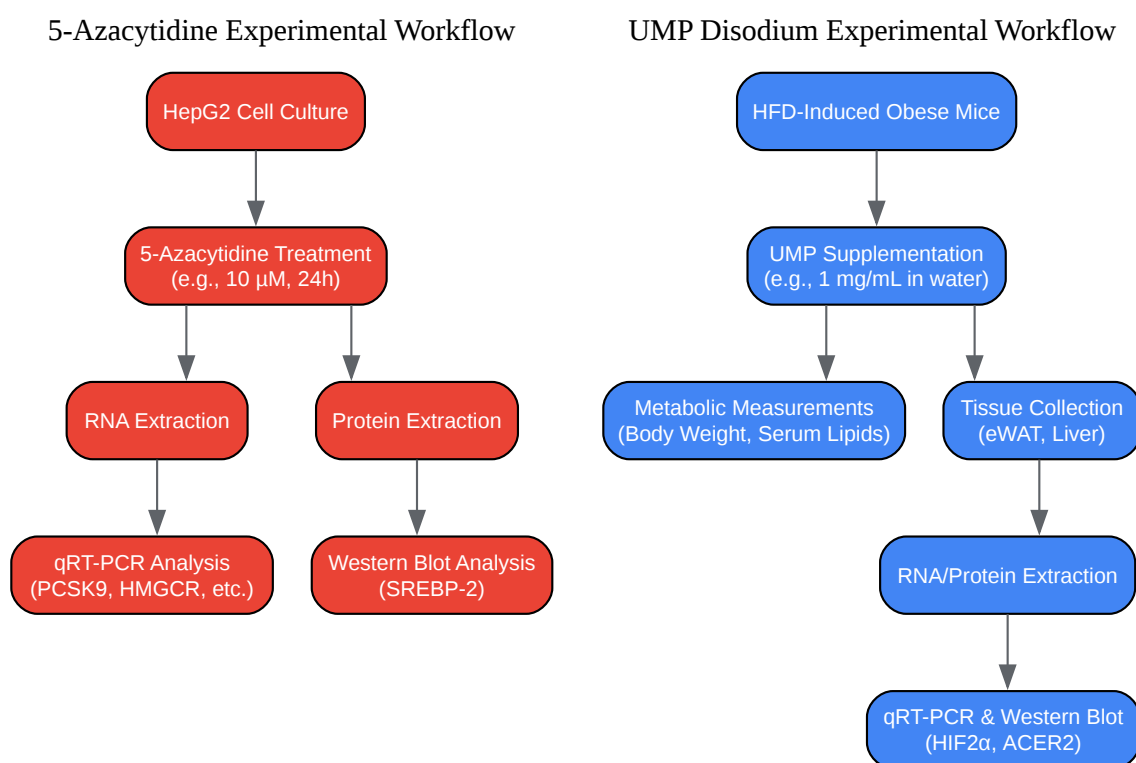 5-Azacytidine Experimental Workflow
HepG2 Cell Culture
5-Azacytidine Treatment
(e.g., 10 µM, 24h)
RNA Extraction
Protein Extraction
qRT-PCR Analysis
(PCSK9, HMGCR, etc.)
Western Blot Analysis
(SREBP-2)
UMP Disodium Experimental Workflow
HFD-Induced Obese Mice
UMP Supplementation
(e.g., 1 mg/mL in water)
Metabolic Measurements
(Body Weight, Serum Lipids)
Tissue Collection
(eWAT, Liver)
RNA/Protein Extraction
qRT-PCR & Western Blot
(HIF2α, ACER2)